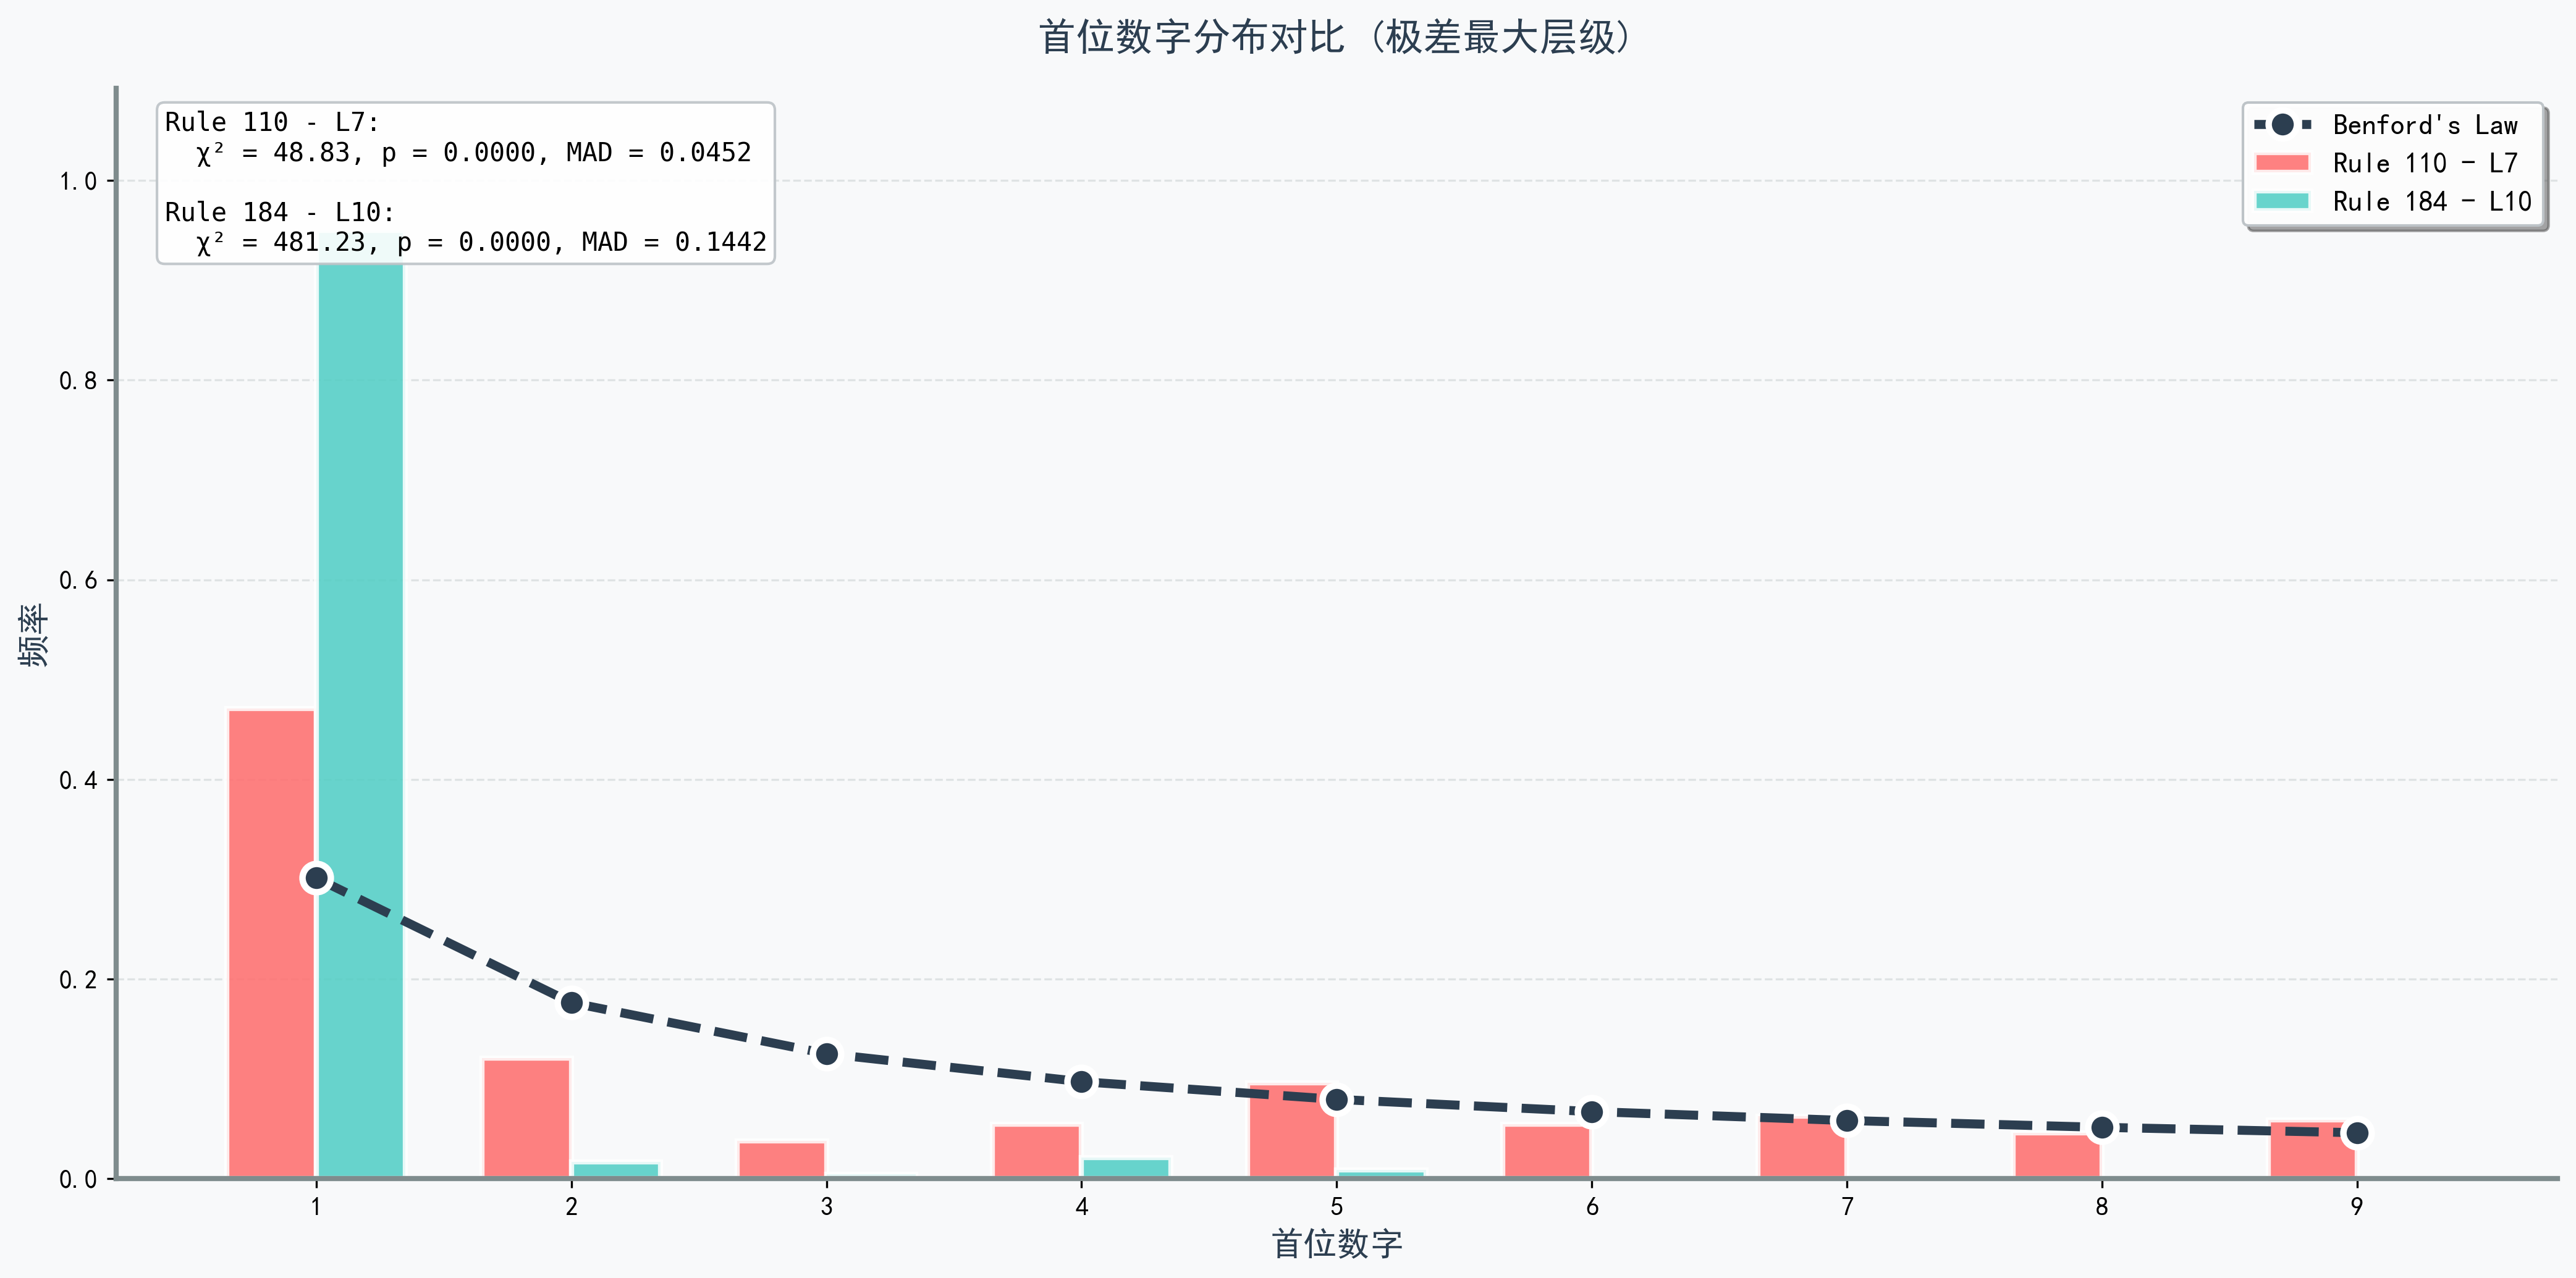 首位数字分布对比（极差最大层级）
Rule 110 - L7:
χ² = 48.83, p = 0.0000, MAD = 0.0452
Rule 184 - L10:
χ² = 481.23, p = 0.0000, MAD = 0.1442
Benford's Law
Rule 110 − L7
Rule 184 − L10
1.0
0.8
0.6
0.4
0.2
0.0
频率
1 2 3 4 5 6 7 8 9
首位数字